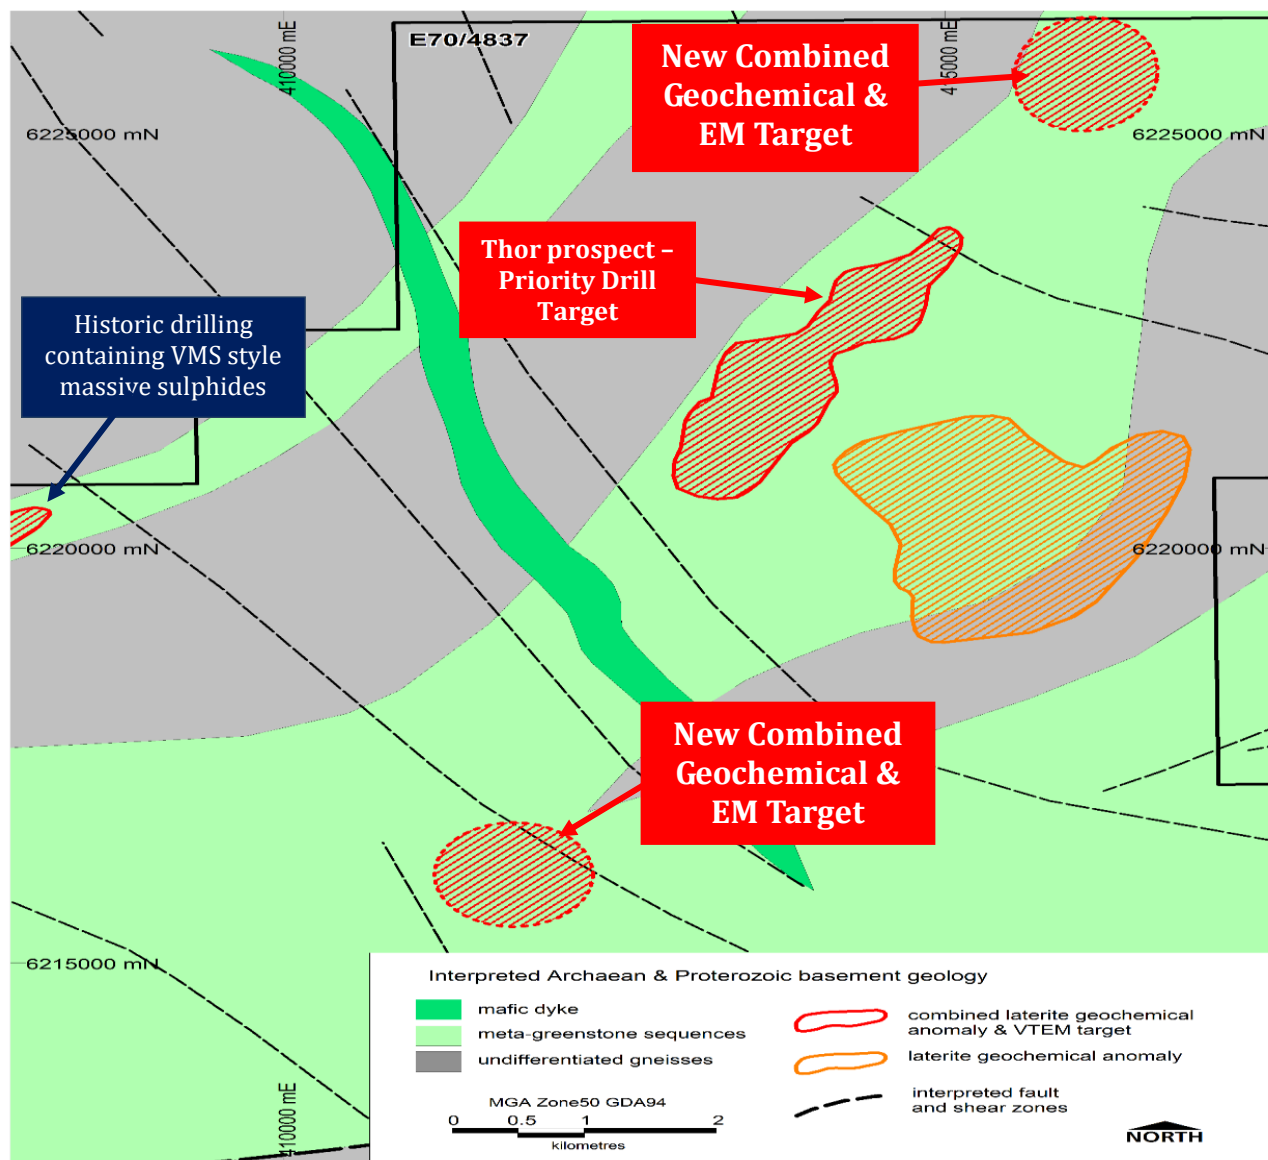 E70/4837
410000 mE
415000 mE
New Combined
Geochemical &
EM Target
6225000 mN
6225000 mN
Thor prospect –
Priority Drill
Target
Historic drilling
containing VMS style
massive sulphides
6220000 mN
6220000 mN
New Combined
Geochemical &
EM Target
6215000 mN
410000 mE
Interpreted Archaean & Proterozoic basement geology
mafic dyke
meta-greenstone sequences
undifferentiated gneisses
combined laterite geochemical
anomaly & VTEM target
laterite geochemical anomaly
interpreted fault
and shear zones
MGA Zone50 GDA94
0 0.5 1 2
kilometres
NORTH